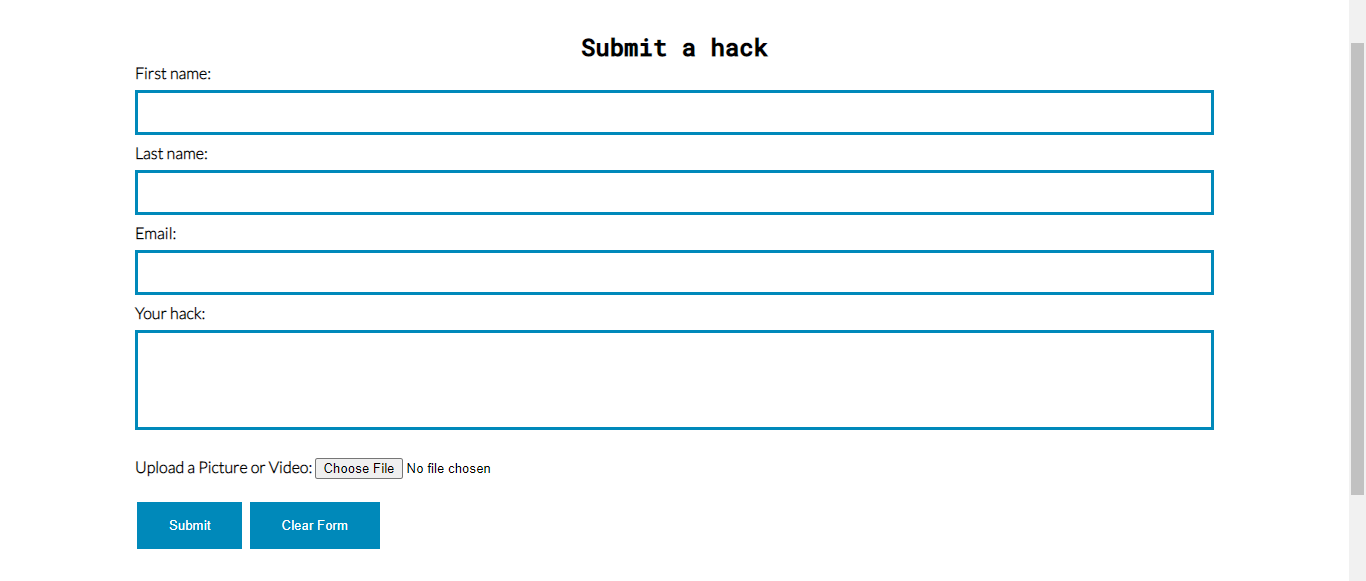 Submit a hack
First name:
Last name:
Email:
Your hack:
Upload a Picture or Video: Choose File No file chosen
Submit Clear Form